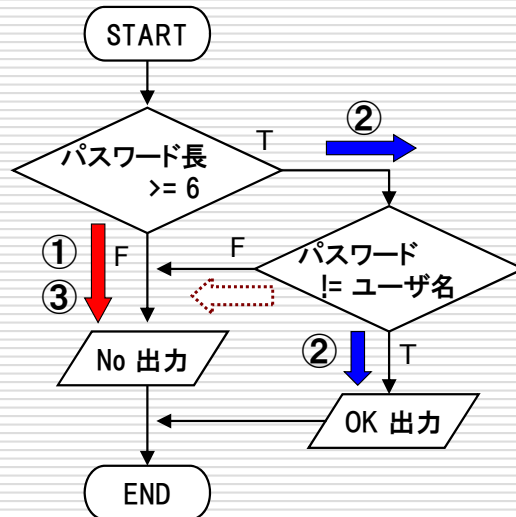 START
②
T
パスワード長
>= 6
①
F
③
F
パスワード
!= ユーザ名
②
T
No 出力
OK 出力
END